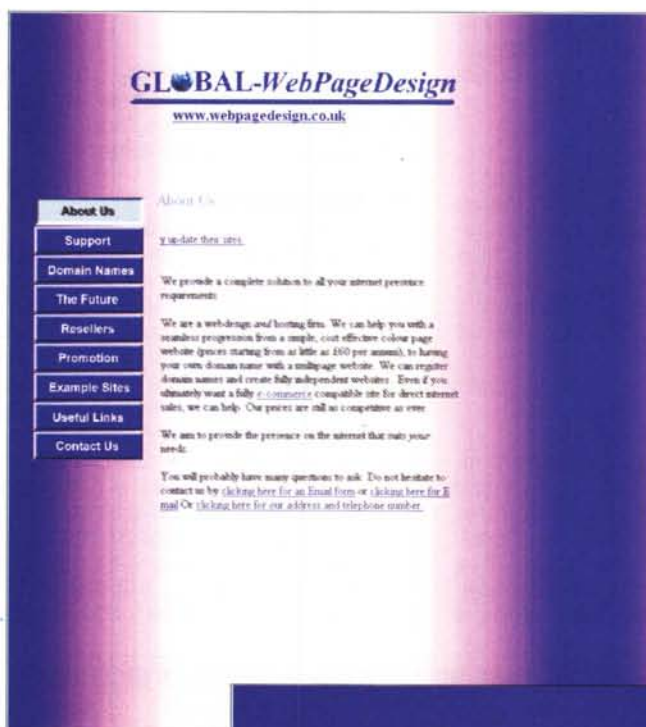 GLOBAL-WebPageDesign
www.webpagedesign.co.uk
About Us
Support
Domain Names
The Future
Resellers
Promotion
Example Sites
Useful Links
Contact Us
About Us
y update their sites.
We provide a complete solution to all your internet presence
requirements
We are a web-design and hosting firm. We can help you with a
seamless progression from a simple, cost effective colour page
website (prices starting from as little as £60 per annum), to having
your own domain name with a multipage website. We can register
domain names and create fully independent websites. Even if you
ultimately want a fully e-commerce compatible site for direct internet
sales, we can help. Our prices are still as competitive as ever.
We aim to provide the presence on the internet that suits your
needs.
You will probably have many questions to ask. Do not hesitate to
contact us by clicking here for an Email form or clicking here for E
mail Or clicking here for our address and telephone number.